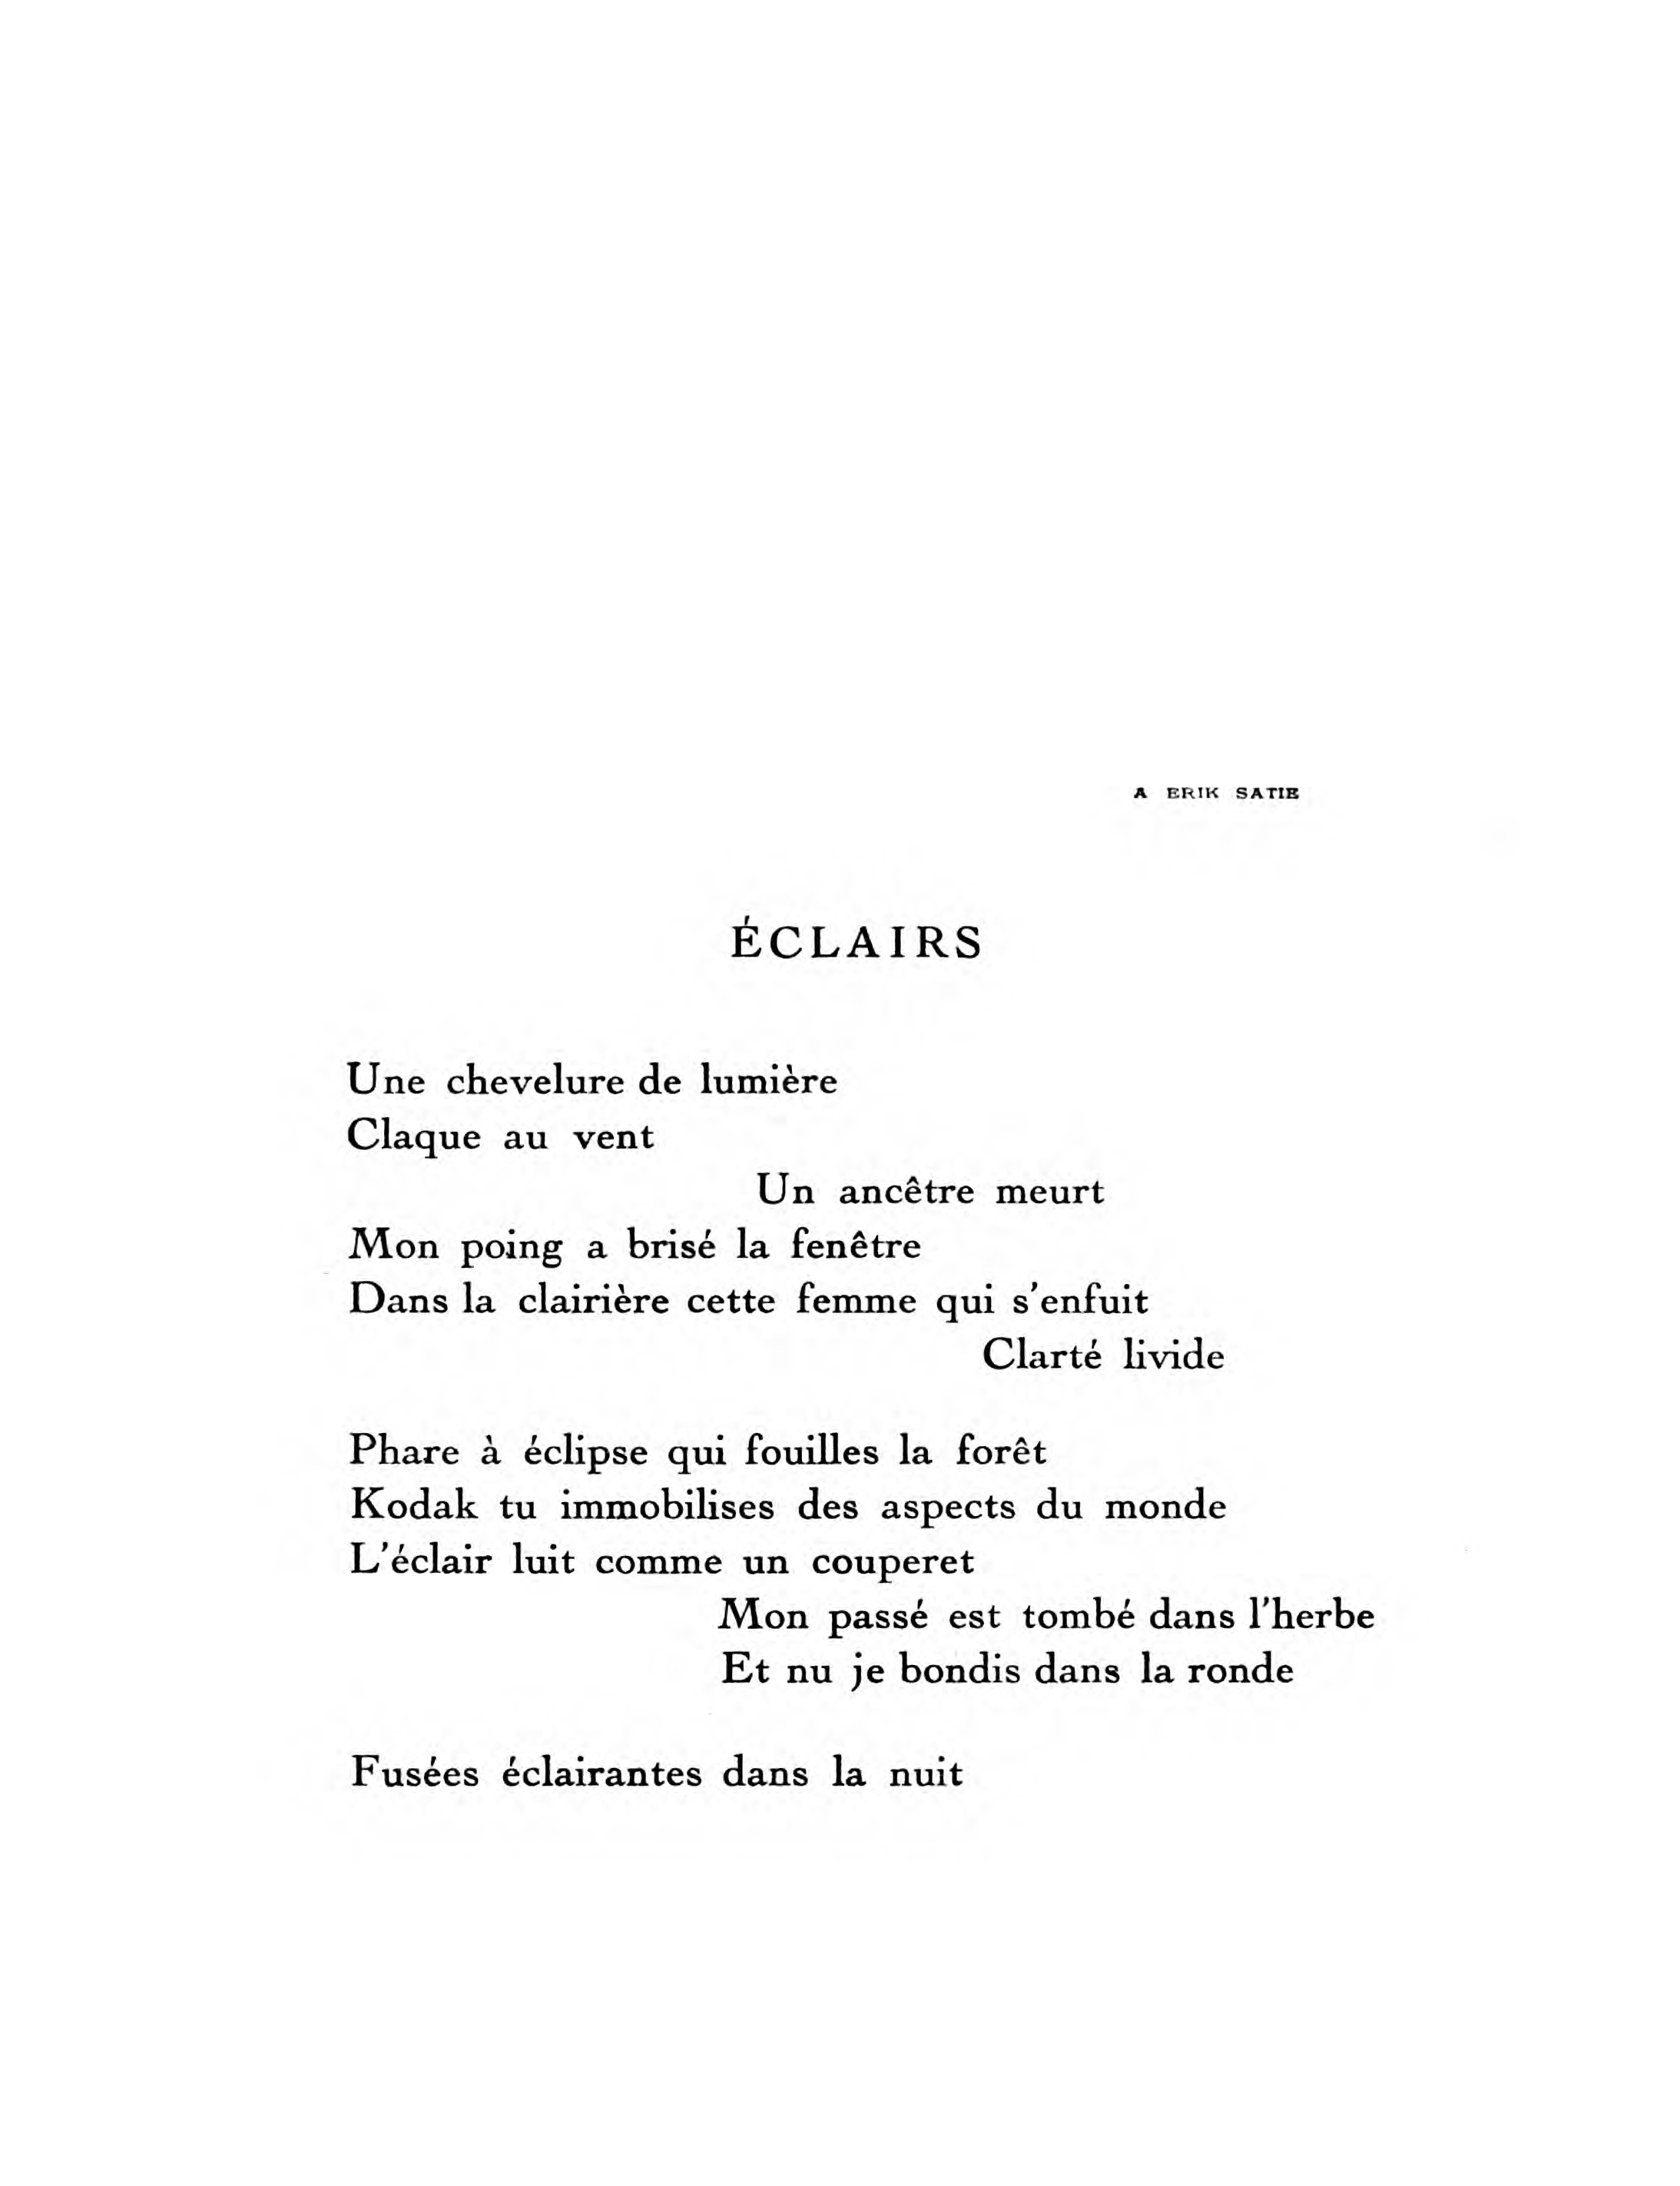 A ERIK SATIE
ÉCLAIRS
Une chevelure de lumière
Claque au vent
Un ancêtre meurt
Mon poing a brisé la fenêtre
Dans la clairière cette femme qui s'enfuit
Clarté livide
Phare à éclipse qui fouilles la forêt
Kodak tu immobilises des aspects du monde
L'éclair luit comme un couperet
Mon passé est tombé dans l'herbe
Et nu je bondis dans la ronde
Fusées éclairantes dans la nuit